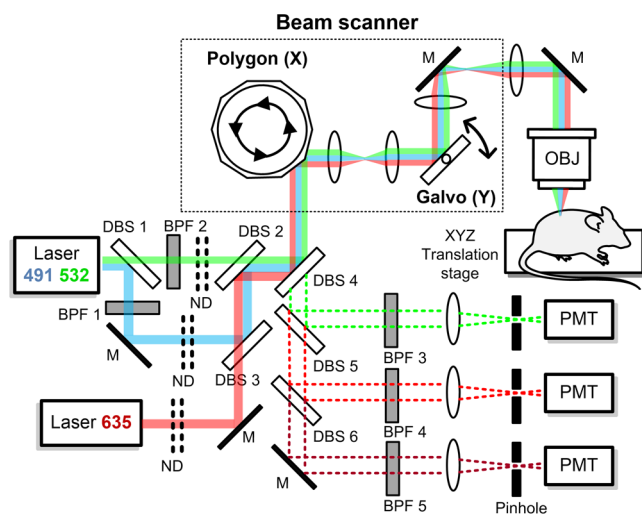 Beam scanner
Polygon (X)
M
M
Galvo (Y)
OBJ
DBS 1
BPF 2
DBS 2
Laser
491 532
ND
XYZ
Translation
stage
DBS 4
BPF 1
M
ND
DBS 3
BPF 3
PMT
DBS 5
Laser 635
ND
M
DBS 6
BPF 4
PMT
M
BPF 5
Pinhole
PMT